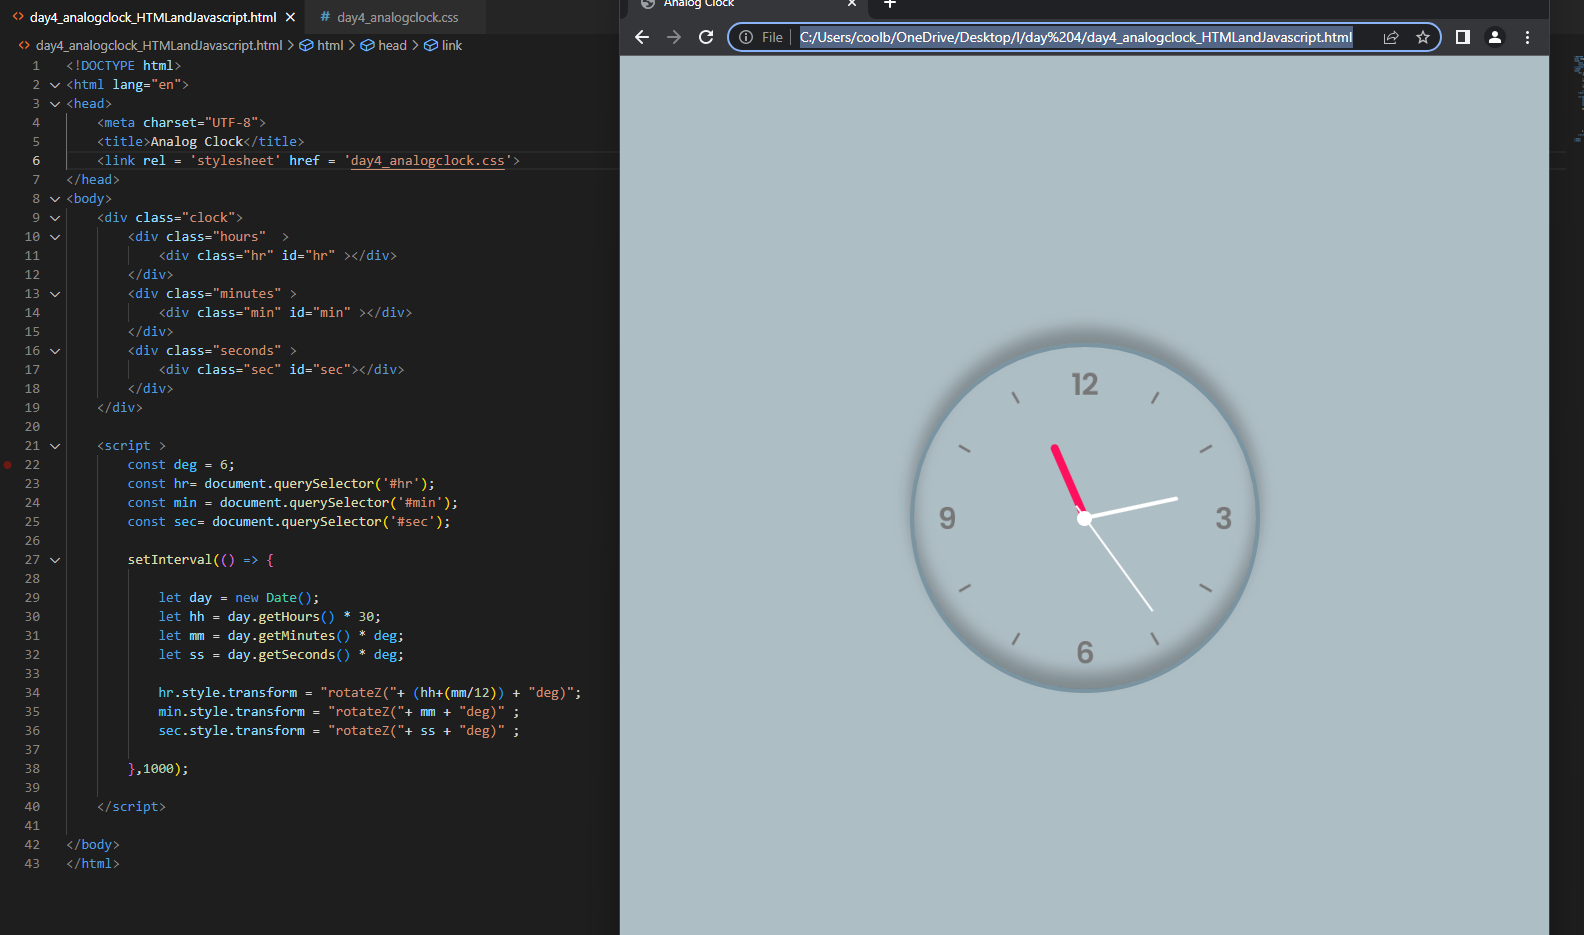 day4_analogclock_HTMLandJavascript.html
# day4_analogclock.css
day4_analogclock_HTMLandJavascript.html > html > head > link
1 <!DOCTYPE html>
2 <html lang="en">
3 <head>
4 <meta charset="UTF-8">
5 <title>Analog Clock</title>
6 <link rel = 'stylesheet' href = 'day4_analogclock.css'>
7 </head>
8 <body>
9 <div class="clock">
10 <div class="hours"  >
11 <div class="hr" id="hr" ></div>
12 </div>
13 <div class="minutes" >
14 <div class="min" id="min" ></div>
15 </div>
16 <div class="seconds" >
17 <div class="sec" id="sec"></div>
18 </div>
19 </div>
20
21 <script >
22 const deg = 6;
23 const hr= document.querySelector('#hr');
24 const min = document.querySelector('#min');
25 const sec= document.querySelector('#sec');
26
27 setInterval(() => {
28
29 let day = new Date();
30 let hh = day.getHours() * 30;
31 let mm = day.getMinutes() * deg;
32 let ss = day.getSeconds() * deg;
33
34 hr.style.transform = "rotateZ("+ (hh+(mm/12)) + "deg)";
35 min.style.transform = "rotateZ("+ mm + "deg)" ;
36 sec.style.transform = "rotateZ("+ ss + "deg)" ;
37
38 },1000);
39
40 </script>
41
42 </body>
43 </html>
Analog Clock
File | C:/Users/coolb/OneDrive/Desktop/I/day%204/day4_analogclock_HTMLandJavascript.html
12
9
3
6